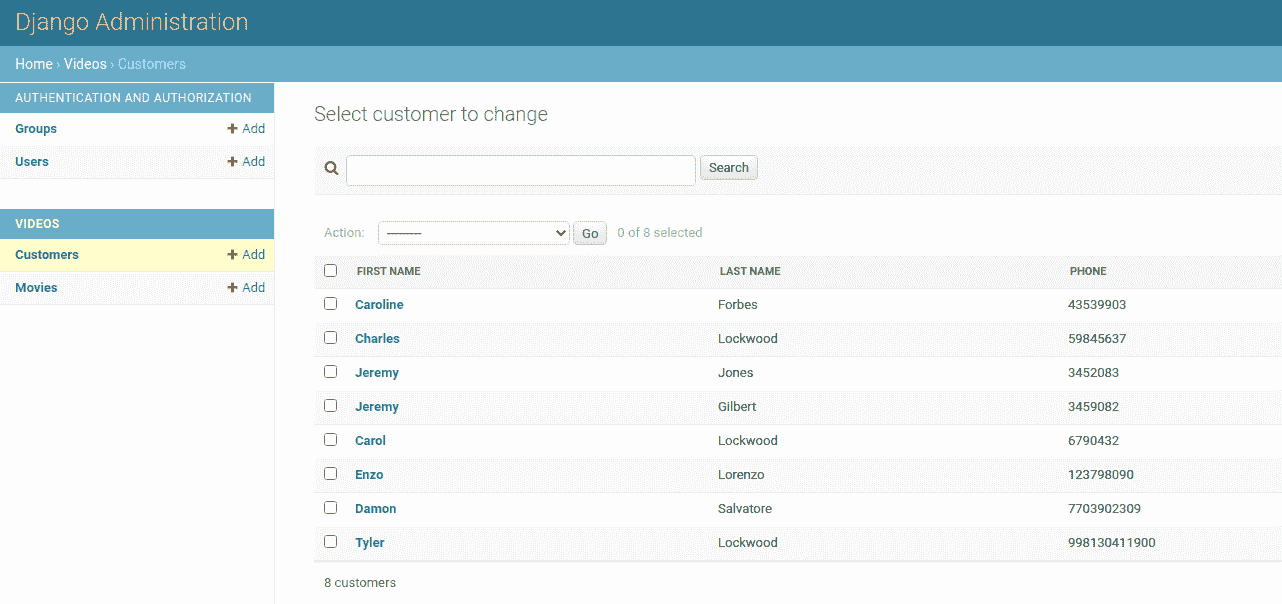 Django Administration
Home › Videos › Customers
AUTHENTICATION AND AUTHORIZATION
Groups + Add
Users + Add
VIDEOS
Customers + Add
Movies + Add
Select customer to change
Search
Action: --------- Go 0 of 8 selected
FIRST NAME LAST NAME PHONE
Caroline Forbes 43539903
Charles Lockwood 59845637
Jeremy Jones 3452083
Jeremy Gilbert 3459082
Carol Lockwood 6790432
Enzo Lorenzo 123798090
Damon Salvatore 7703902309
Tyler Lockwood 998130411900
8 customers